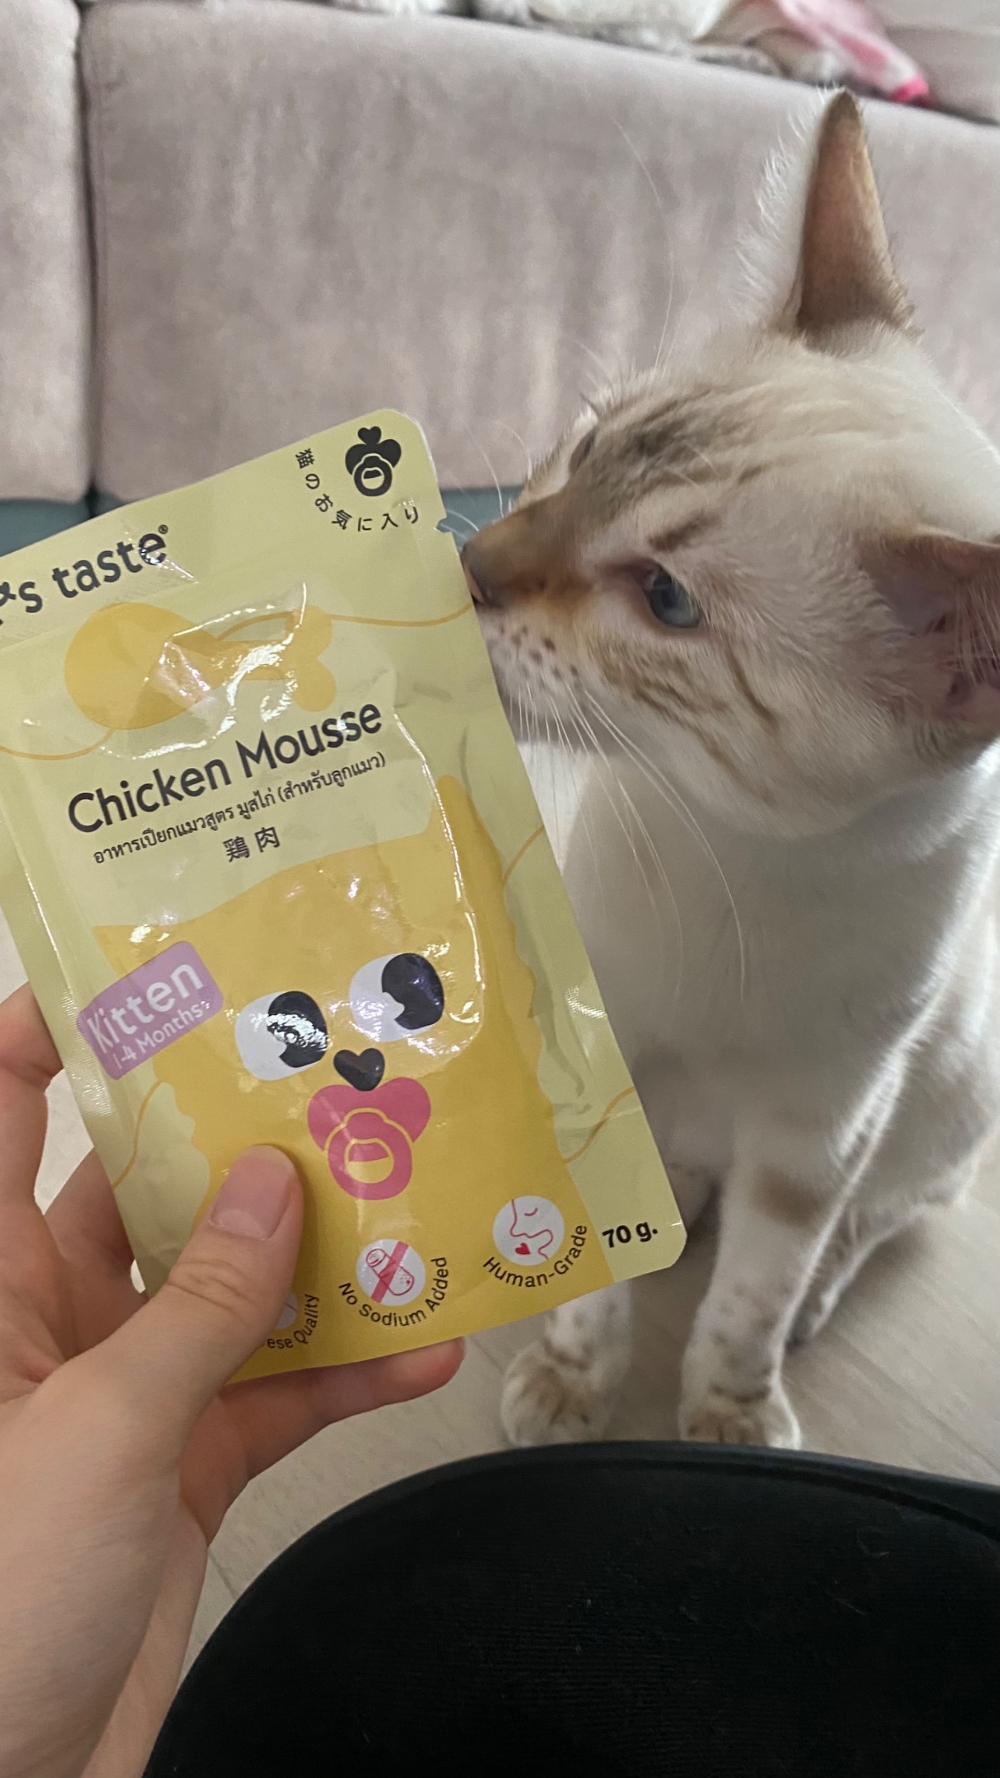 猫のお気に入り
's taste®
Chicken Mousse
อาหารเปียกแมวสูตร มูสไก่ (สำหรับลูกแมว)
鶏肉
Kitten
1-4 Months+
ese Quality
No Sodium Added
Human-Grade
70 g.